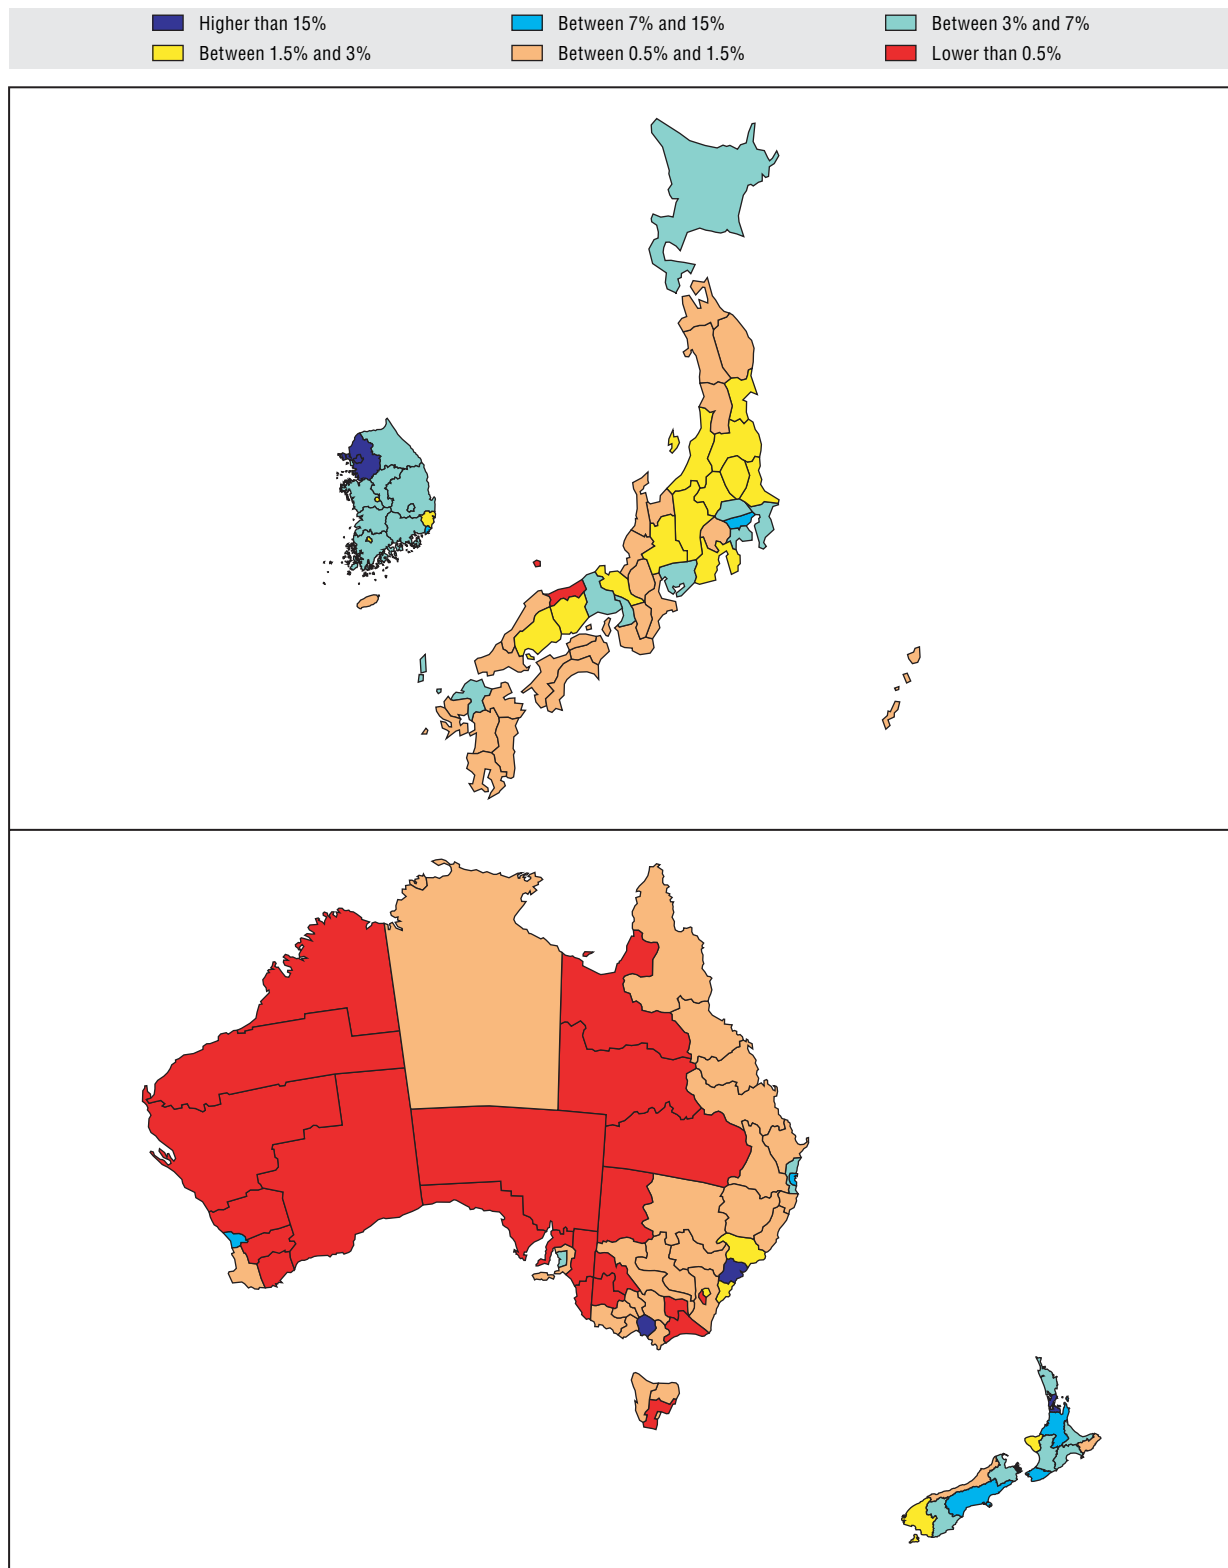 Higher than 15% Between 7% and 15% Between 3% and 7%
Between 1.5% and 3% Between 0.5% and 1.5% Lower than 0.5%